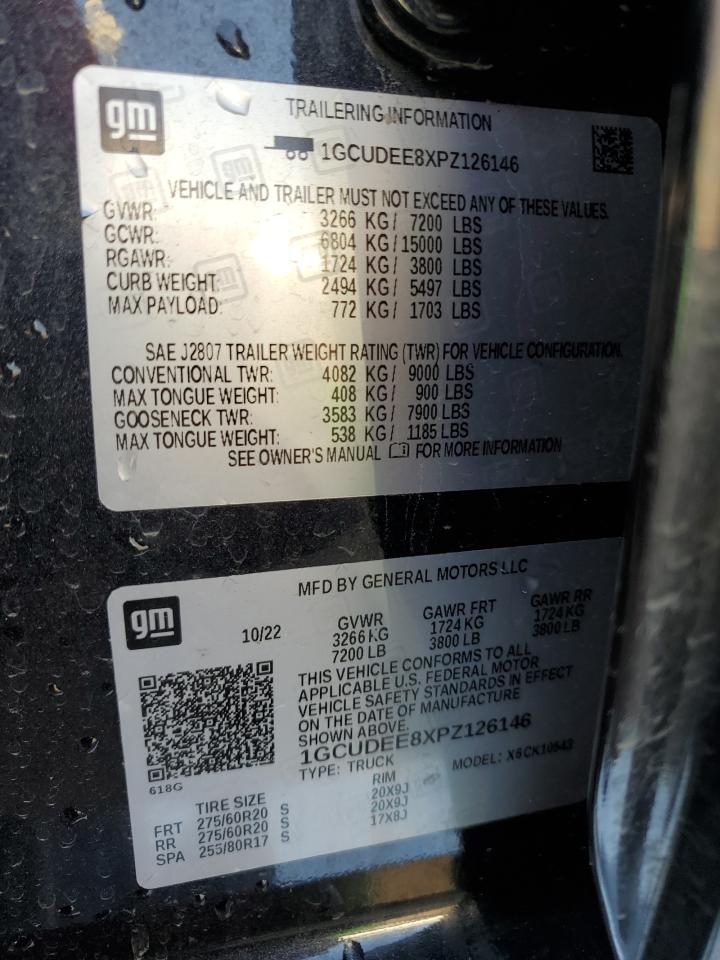 gm
TRAILERING INFORMATION
1GCUDEE8XPZ126146
VEHICLE AND TRAILER MUST NOT EXCEED ANY OF THESE VALUES.
GVWR: 3266 KG/ 7200 LBS
GCWR: 6804 KG/15000 LBS
RGAWR: 1724 KG/ 3800 LBS
CURB WEIGHT: 2494 KG/ 5497 LBS
MAX PAYLOAD: 772 KG/ 1703 LBS
SAE J2807 TRAILER WEIGHT RATING (TWR) FOR VEHICLE CONFIGURATION.
CONVENTIONAL TWR: 4082 KG/ 9000 LBS
MAX TONGUE WEIGHT: 408 KG/ 900 LBS
GOOSENECK TWR: 3583 KG/ 7900 LBS
MAX TONGUE WEIGHT: 538 KG/ 1185 LBS
SEE OWNER'S MANUAL FOR MORE INFORMATION
gm
MFD BY GENERAL MOTORS LLC
10/22 GVWR GAWR FRT GAWR RR
3266 KG 1724 KG 1724 KG
7200 LB 3800 LB 3800 LB
THIS VEHICLE CONFORMS TO ALL
APPLICABLE U.S. FEDERAL MOTOR
VEHICLE SAFETY STANDARDS IN EFFECT
ON THE DATE OF MANUFACTURE
SHOWN ABOVE.
1GCUDEE8XPZ126146
TYPE: TRUCK MODEL: X6CK10543
618G
TIRE SIZE RIM
FRT 275/60R20 S 20X9J
RR 275/60R20 S 20X9J
SPA 255/80R17 S 17X8J